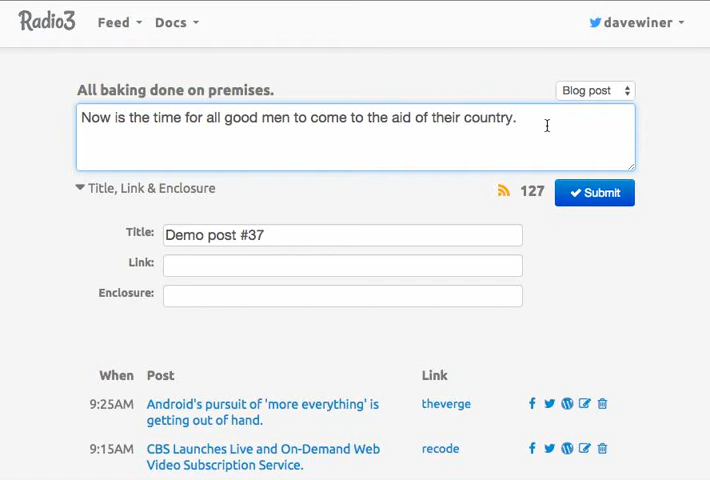 Radio3 Feed Docs davewiner
All baking done on premises. Blog post
Now is the time for all good men to come to the aid of their country.
Title, Link & Enclosure 127 Submit
Title: Demo post #37
Link:
Enclosure:
When Post Link
9:25AM Android's pursuit of 'more everything' is theverge
getting out of hand.
9:15AM CBS Launches Live and On-Demand Web recode
Video Subscription Service.